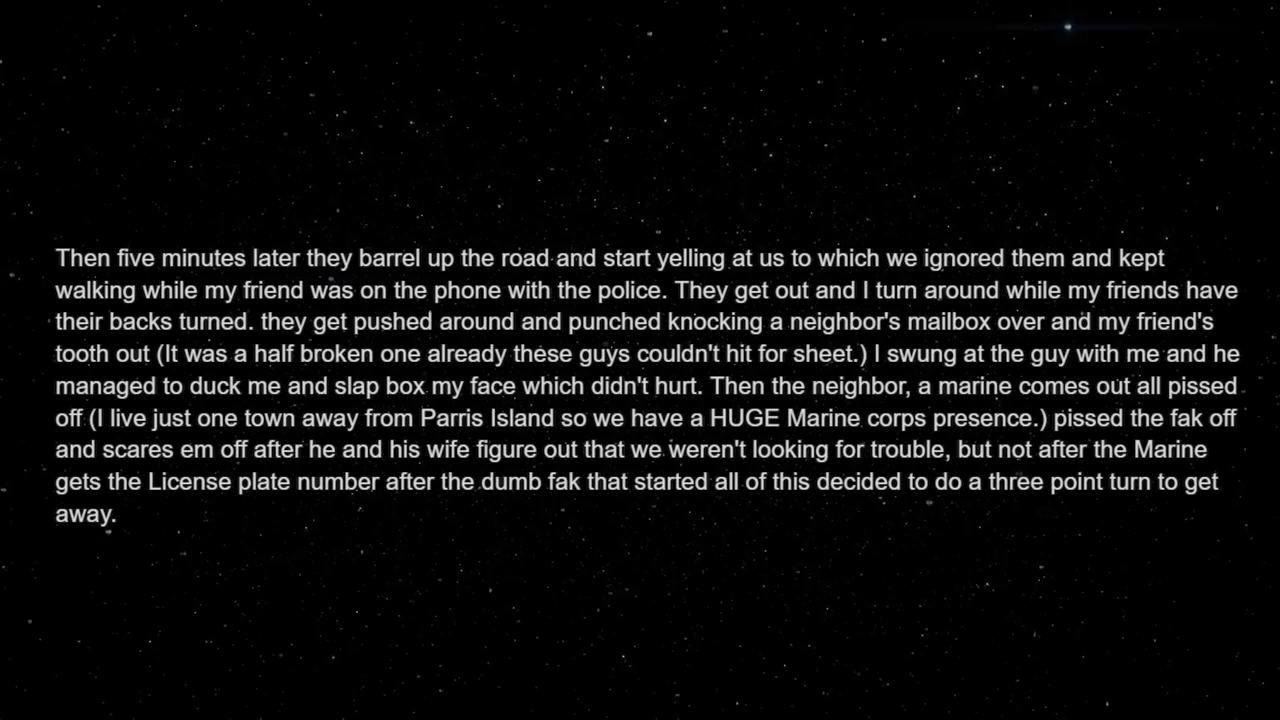 Then five minutes later they barrel up the road and start yelling at us to which we ignored them and kept
walking while my friend was on the phone with the police. They get out and I turn around while my friends have
their backs turned. they get pushed around and punched knocking a neighbor's mailbox over and my friend's
tooth out (It was a half broken one already these guys couldn't hit for sheet.) I swung at the guy with me and he
managed to duck me and slap box my face which didn't hurt. Then the neighbor, a marine comes out all pissed
off (I live just one town away from Parris Island so we have a HUGE Marine corps presence.) pissed the fak off
and scares em off after he and his wife figure out that we weren't looking for trouble, but not after the Marine
gets the License plate number after the dumb fak that started all of this decided to do a three point turn to get
away.